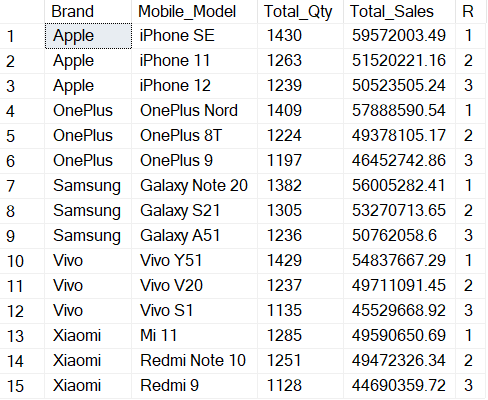 Brand Mobile_Model Total_Qty Total_Sales R
1 Apple iPhone SE 1430 59572003.49 1
2 Apple iPhone 11 1263 51520221.16 2
3 Apple iPhone 12 1239 50523505.24 3
4 OnePlus OnePlus Nord 1409 57888590.54 1
5 OnePlus OnePlus 8T 1224 49378105.17 2
6 OnePlus OnePlus 9 1197 46452742.86 3
7 Samsung Galaxy Note 20 1382 56005282.41 1
8 Samsung Galaxy S21 1305 53270713.65 2
9 Samsung Galaxy A51 1236 50762058.6 3
10 Vivo Vivo Y51 1429 54837667.29 1
11 Vivo Vivo V20 1237 49711091.45 2
12 Vivo Vivo S1 1135 45529668.92 3
13 Xiaomi Mi 11 1285 49590650.69 1
14 Xiaomi Redmi Note 10 1251 49472326.34 2
15 Xiaomi Redmi 9 1128 44690359.72 3